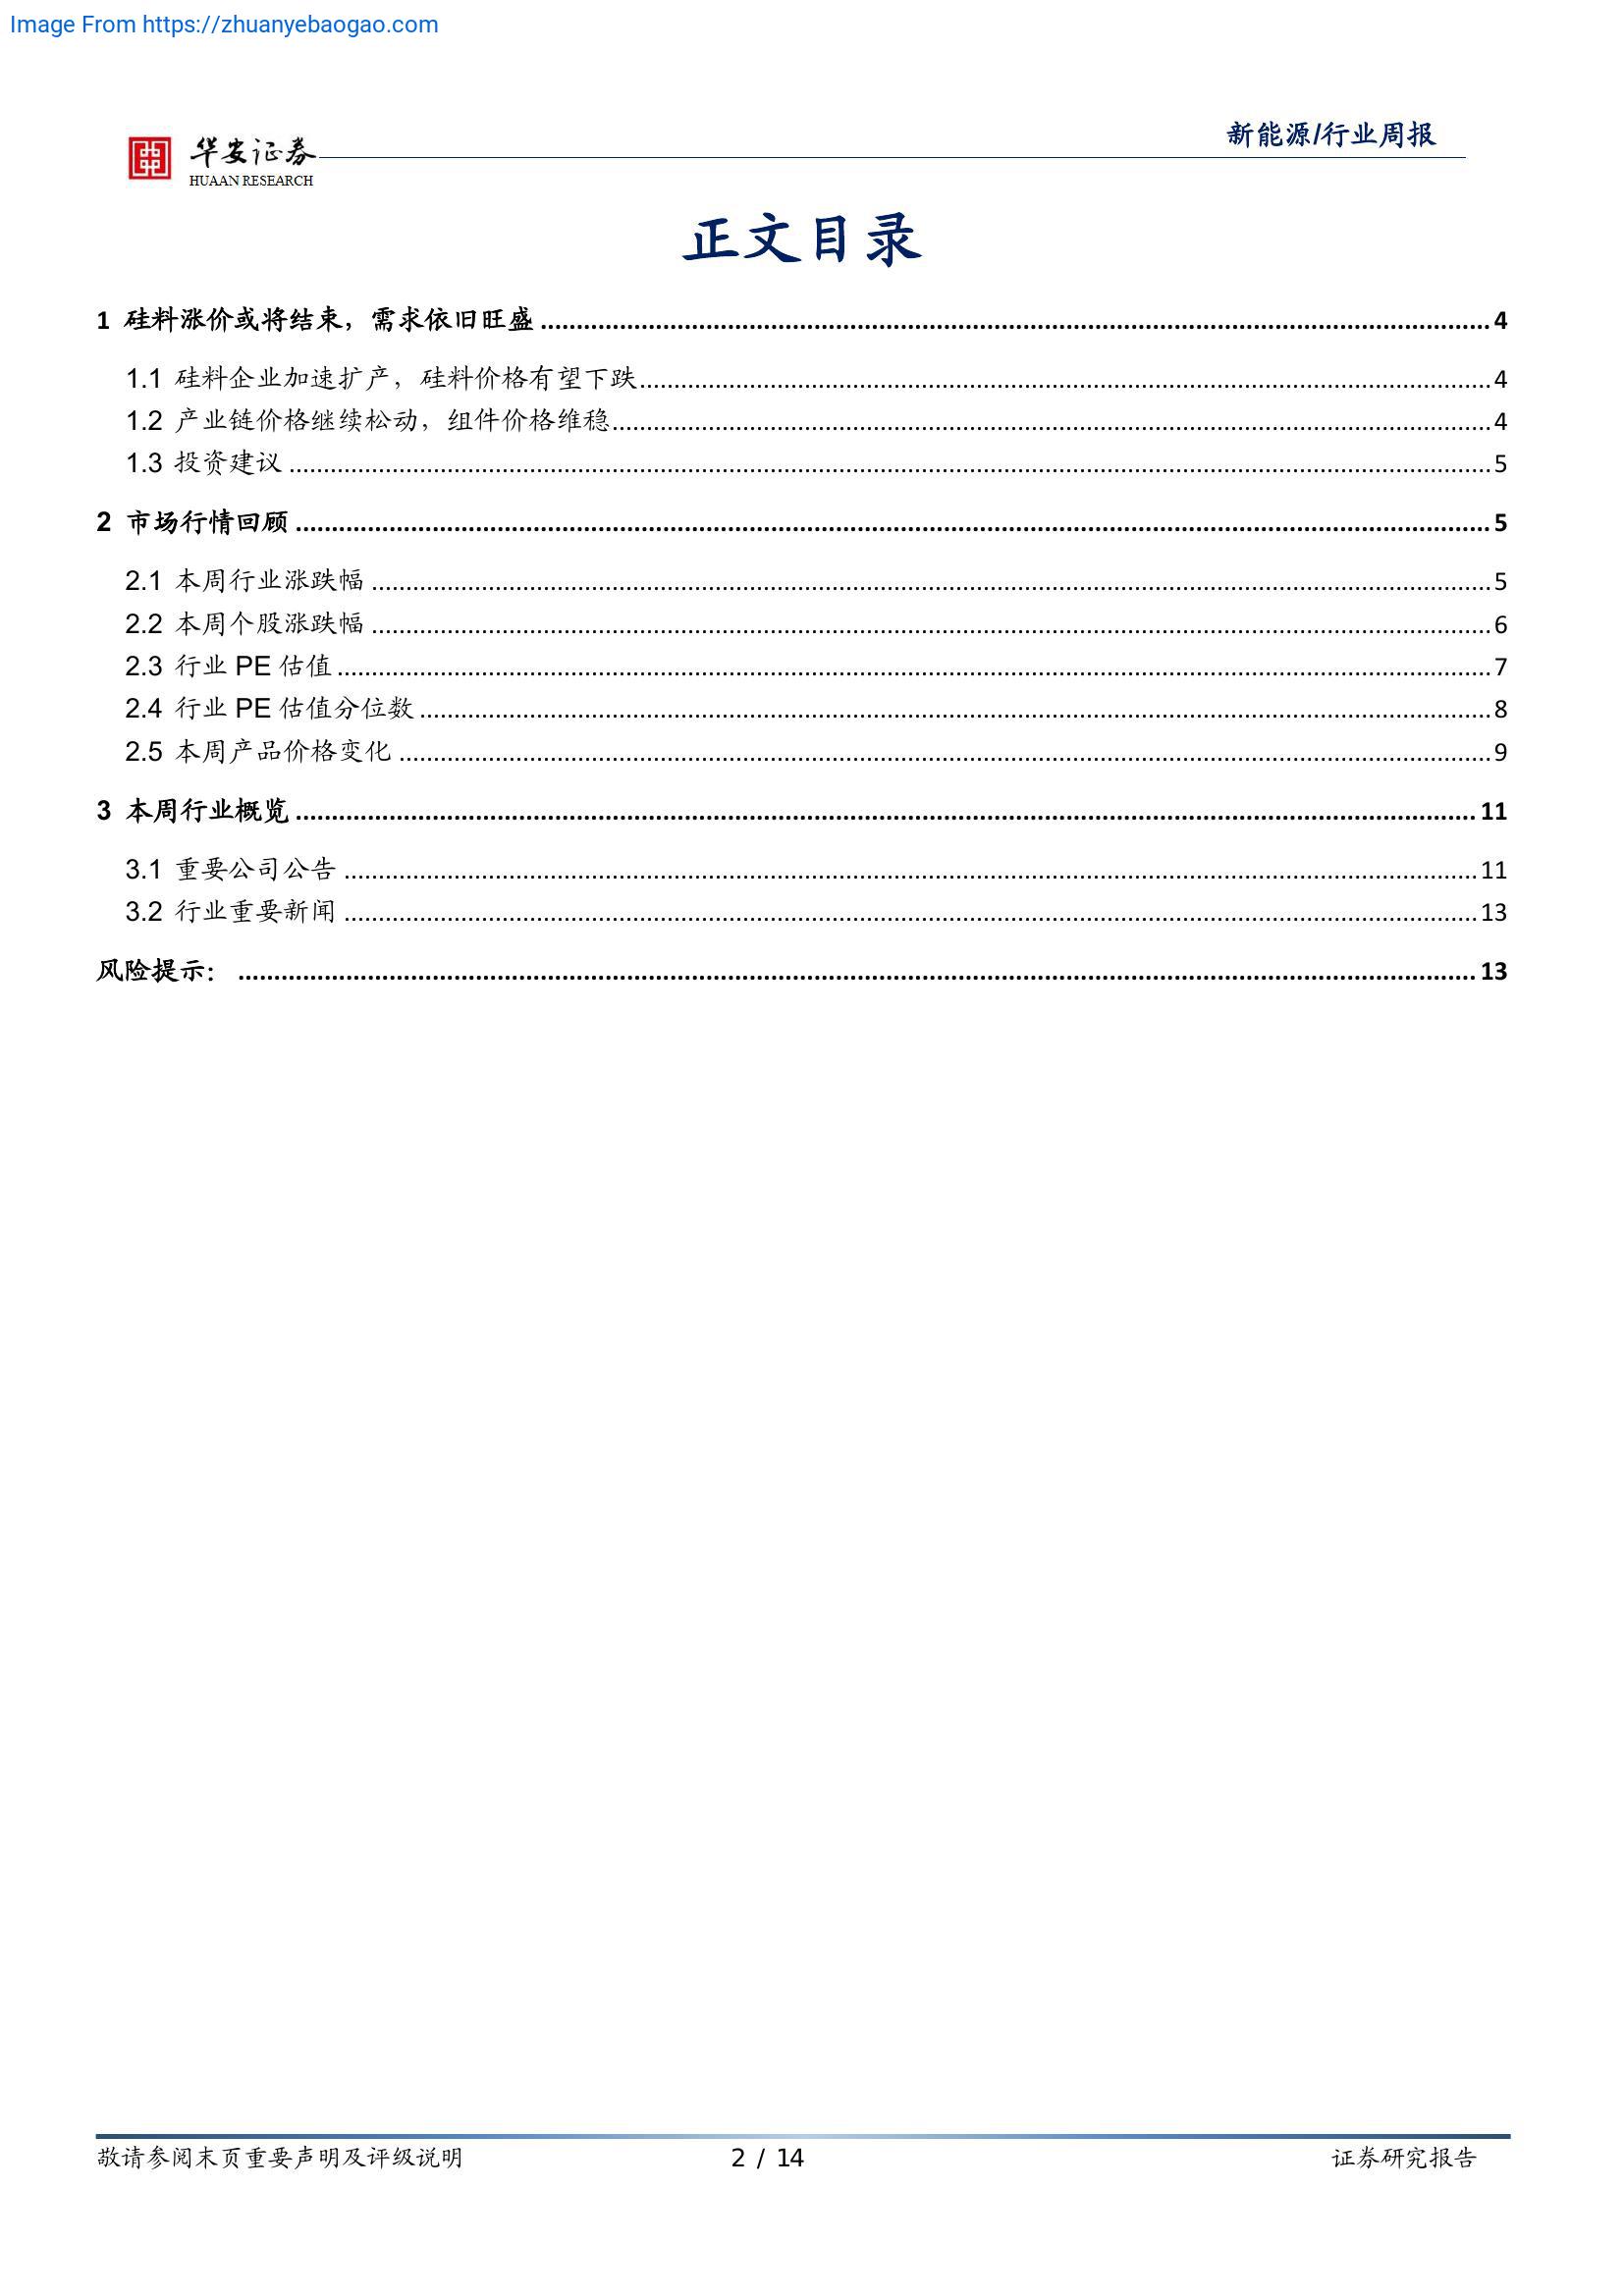 Image From https://zhuanyebaogao.com
华安证券
HUAAN RESEARCH
新能源/行业周报
正文目录
1 硅料涨价或将结束，需求依旧旺盛 4
1.1 硅料企业加速扩产，硅料价格有望下跌 4
1.2 产业链价格继续松动，组件价格维稳 4
1.3 投资建议 5
2 市场行情回顾 5
2.1 本周行业涨跌幅 5
2.2 本周个股涨跌幅 6
2.3 行业 PE 估值 7
2.4 行业 PE 估值分位数 8
2.5 本周产品价格变化 9
3 本周行业概览 11
3.1 重要公司公告 11
3.2 行业重要新闻 13
风险提示： 13
敬请参阅末页重要声明及评级说明 2 / 14 证券研究报告